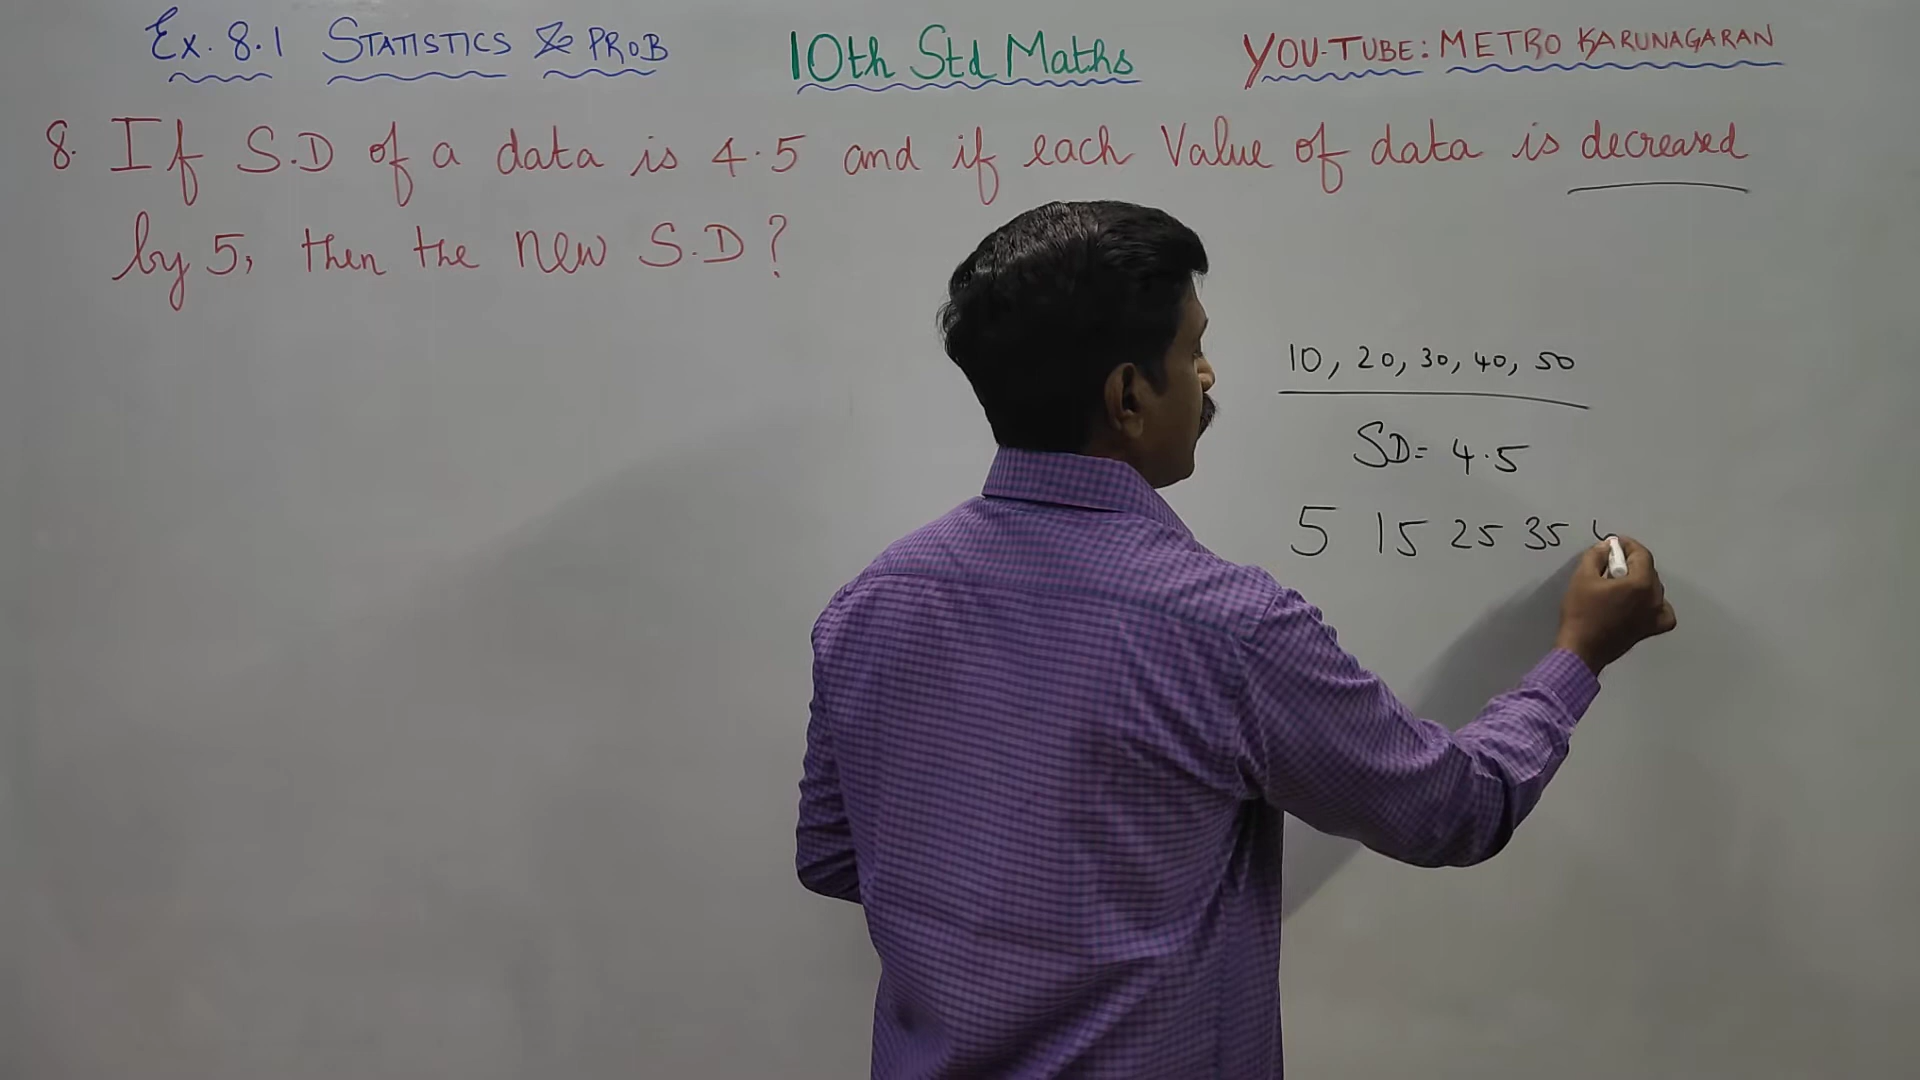 Ex. 8.1 STATISTICS & PROB
10th Std Maths
YOU-TUBE: METRO KARUNAGARAN
8. If S.D of a data is 4.5 and if each Value of data is decreased
by 5, then the new S.D?
10, 20, 30, 40, 50
SD= 4.5
5 15 25 35